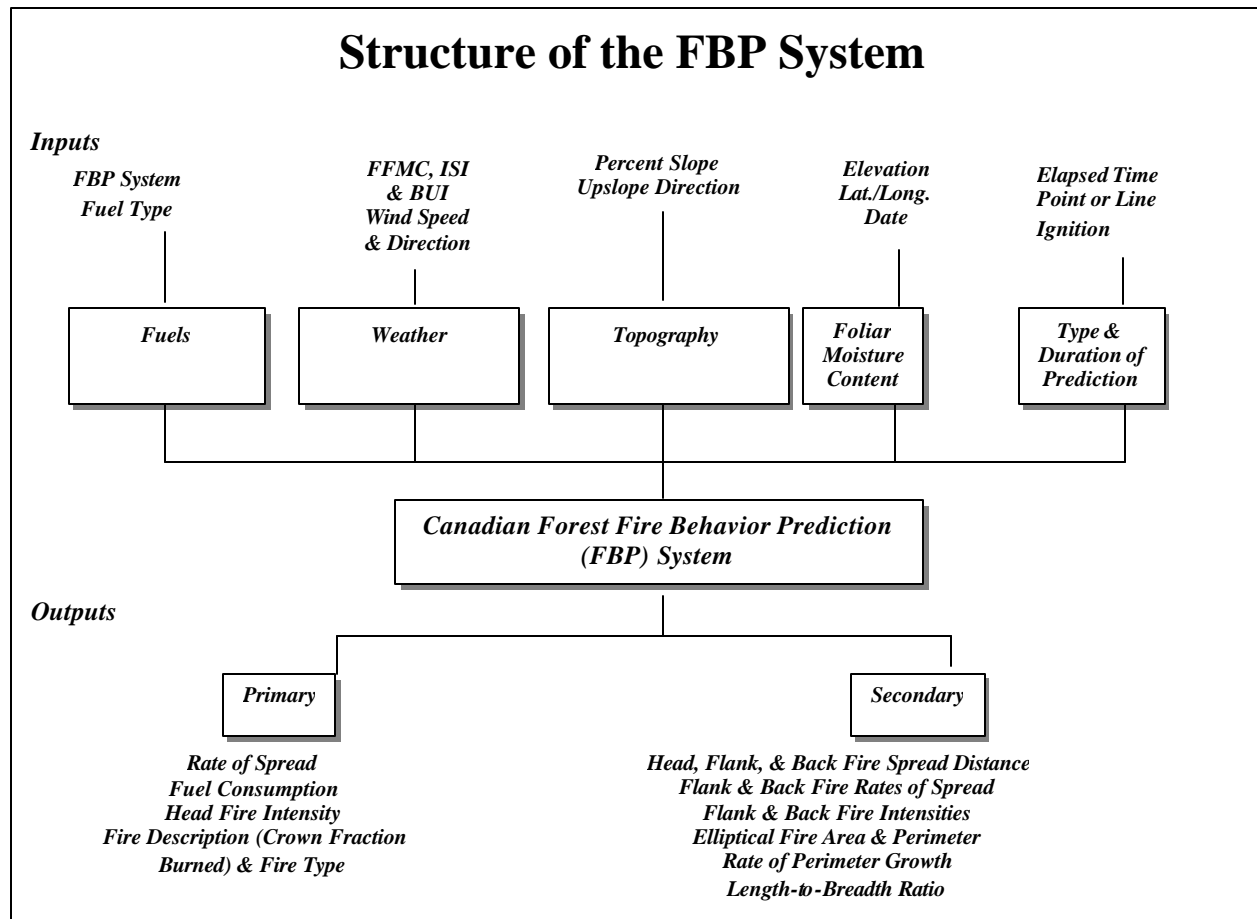 Structure of the FBP System
Inputs
FBP System
Fuel Type
FFMC, ISI
& BUI
Wind Speed
& Direction
Percent Slope
Upslope Direction
Elevation
Lat./Long.
Date
Elapsed Time
Point or Line
Ignition
Fuels
Weather
Topography
Foliar
Moisture
Content
Type &
Duration of
Prediction
Canadian Forest Fire Behavior Prediction
(FBP) System
Outputs
Primary
Rate of Spread
Fuel Consumption
Head Fire Intensity
Fire Description (Crown Fraction
Burned) & Fire Type
Secondary
Head, Flank, & Back Fire Spread Distance
Flank & Back Fire Rates of Spread
Flank & Back Fire Intensities
Elliptical Fire Area & Perimeter
Rate of Perimeter Growth
Length-to-Breadth Ratio